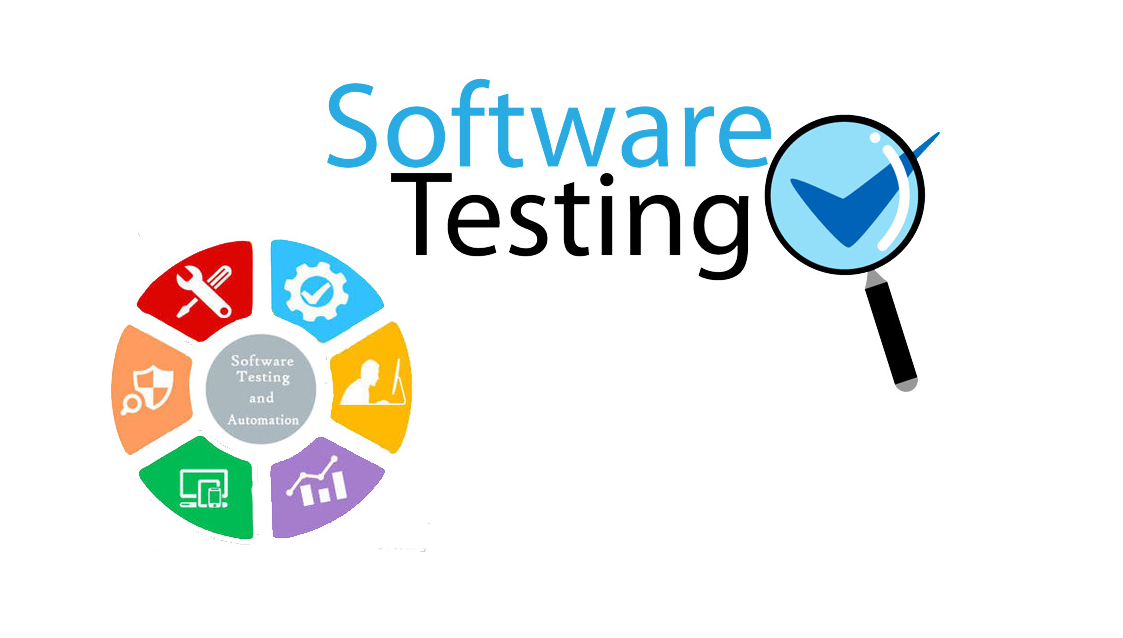 Software
Testing
Software
Testing
and
Automation